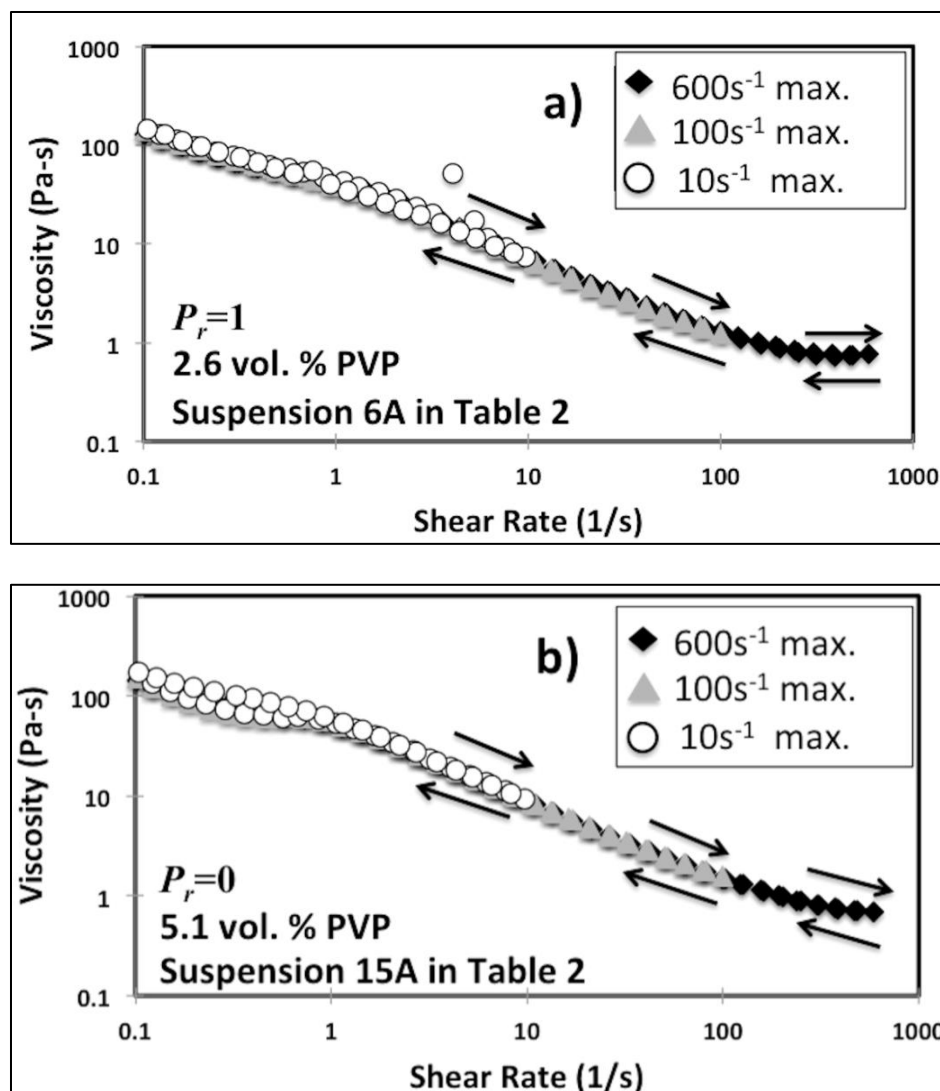 1000
100
10
1
0.1
Viscosity (Pa-s)
a)
600s⁻¹ max.
100s⁻¹ max.
10s⁻¹ max.
Pᵣ=1
2.6 vol. % PVP
Suspension 6A in Table 2
0.1 1 10 100 1000
Shear Rate (1/s)
1000
100
10
1
0.1
Viscosity (Pa-s)
b)
600s⁻¹ max.
100s⁻¹ max.
10s⁻¹ max.
Pᵣ=0
5.1 vol. % PVP
Suspension 15A in Table 2
0.1 1 10 100 1000
Shear Rate (1/s)